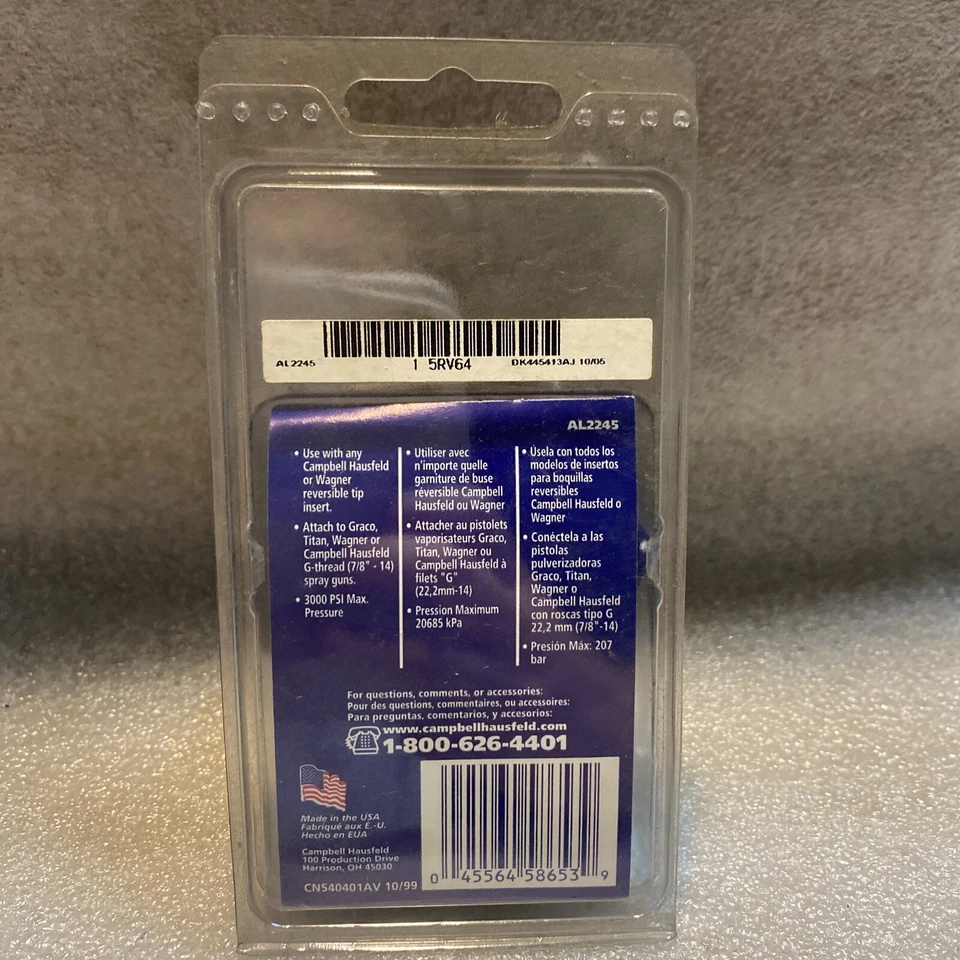 AL2245 1 5RV64 DK445413AJ 10/05
AL2245
• Use with any
Campbell Hausfeld
or Wagner
reversible tip
insert.
• Attach to Graco,
Titan, Wagner or
Campbell Hausfeld
G-thread (7/8" - 14)
spray guns.
• 3000 PSI Max.
Pressure
• Utiliser avec
n'importe quelle
garniture de buse
réversible Campbell
Hausfeld ou Wagner
• Attacher au pistolets
vaporisateurs Graco,
Titan, Wagner ou
Campbell Hausfeld à
filets "G"
(22,2mm-14)
• Pression Maximum
20685 kPa
• Úsela con todos los
modelos de insertos
para boquillas
reversibles
Campbell Hausfeld o
Wagner
• Conéctela a las
pistolas
pulverizadoras
Graco, Titan,
Wagner o
Campbell Hausfeld
con roscas tipo G
22,2 mm (7/8"-14)
• Presión Máx: 207
bar
For questions, comments, or accessories:
Pour des questions, commentaires, ou accessoires:
Para preguntas, comentarios, y accesorios:
www.campbellhausfeld.com
1-800-626-4401
Made in the USA
Fabriqué aux É.-U.
Hecho en EUA
Campbell Hausfeld
100 Production Drive
Harrison, OH 45030
CN540401AV 10/99
0 45564 58653 9